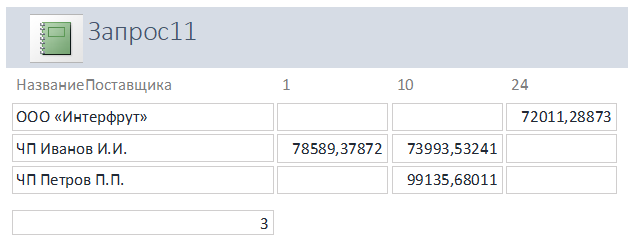 Запрос11
НазваниеПоставщика 1 10 24
ООО «Интерфрут» 72011,28873
ЧП Иванов И.И. 78589,37872 73993,53241
ЧП Петров П.П. 99135,68011
3